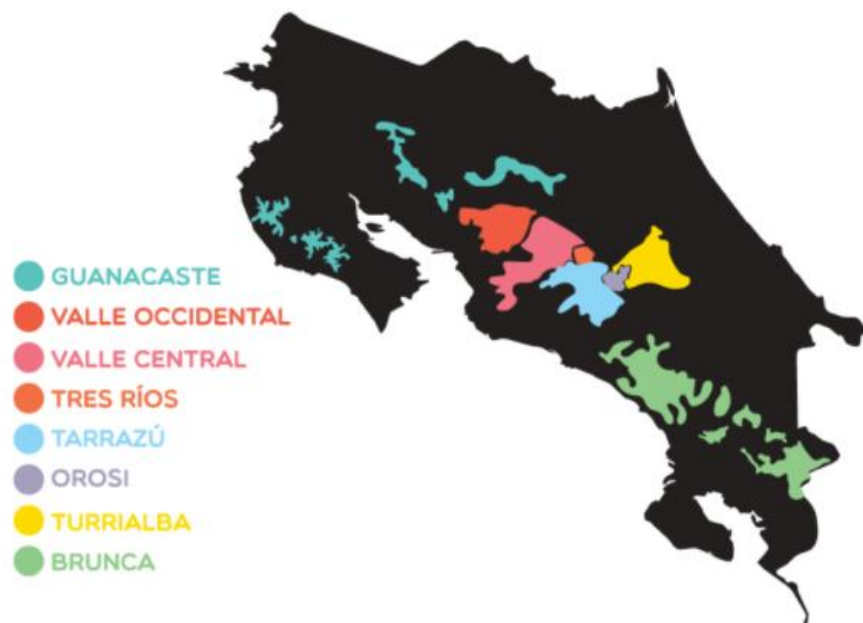 GUANACASTE
VALLE OCCIDENTAL
VALLE CENTRAL
TRES RÍOS
TARRAZÚ
OROSI
TURRIALBA
BRUNCA